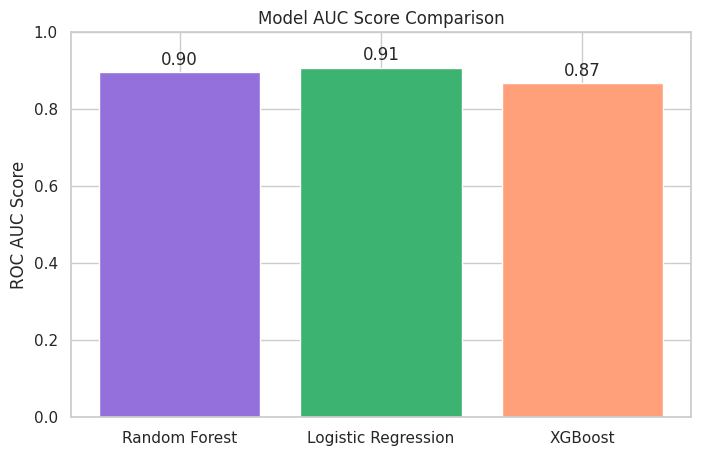 Model AUC Score Comparison
1.0
0.8
0.6
0.4
0.2
0.0
ROC AUC Score
0.90
0.91
0.87
Random Forest
Logistic Regression
XGBoost